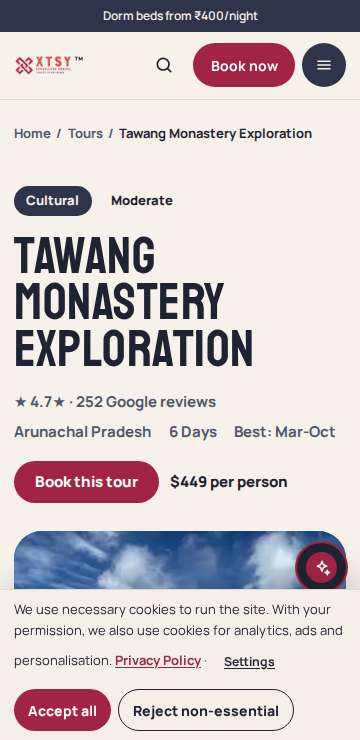 Dorm beds from ₹400/night
XTSY™
Book now
Home / Tours / Tawang Monastery Exploration
Cultural Moderate
TAWANG
MONASTERY
EXPLORATION
★ 4.7★ · 252 Google reviews
Arunachal Pradesh 6 Days Best: Mar-Oct
Book this tour $449 per person
We use necessary cookies to run the site. With your
permission, we also use cookies for analytics, ads and
personalisation. Privacy Policy · Settings
Accept all Reject non-essential